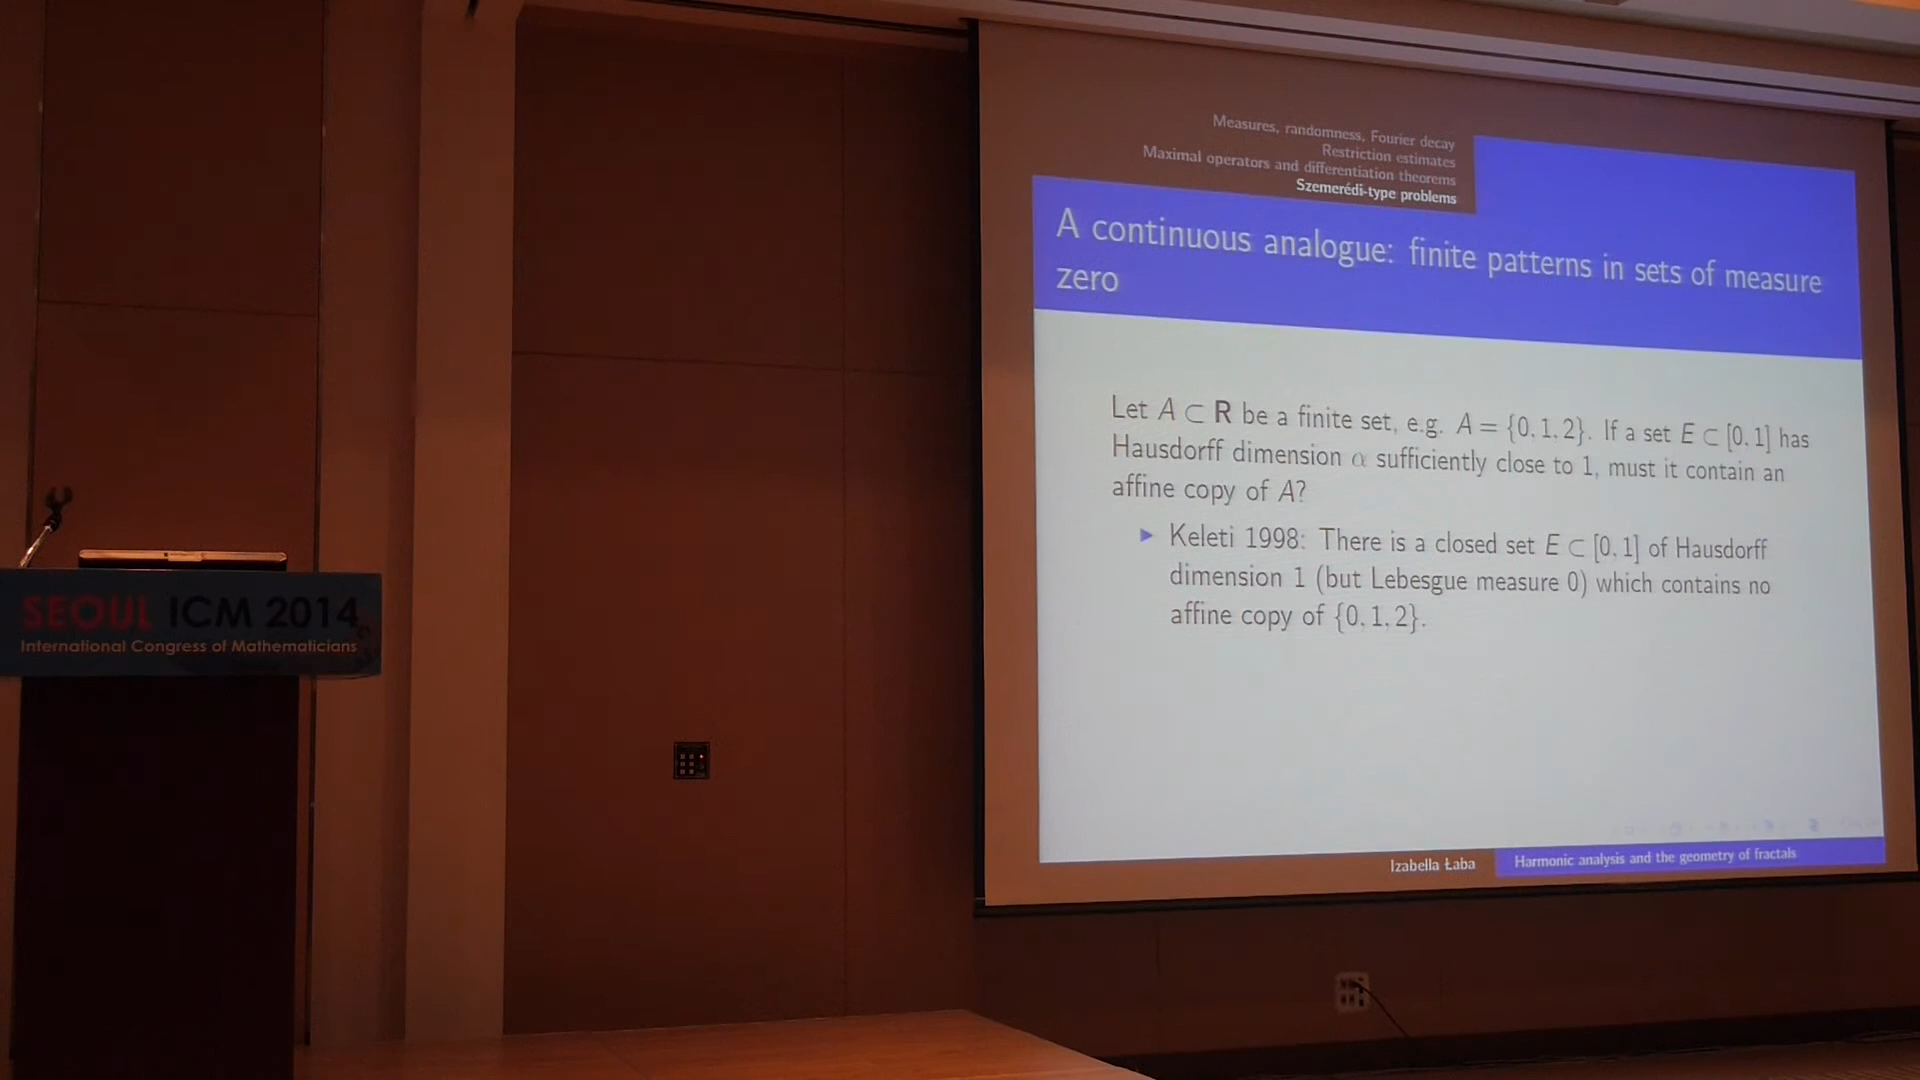 Measures, randomness, Fourier decay
Restriction estimates
Maximal operators and differentiation theorems
Szemerédi-type problems
A continuous analogue: finite patterns in sets of measure
zero
Let A ⊂ R be a finite set, e.g. A = {0, 1, 2}. If a set E ⊂ [0, 1] has
Hausdorff dimension α sufficiently close to 1, must it contain an
affine copy of A?
▶ Keleti 1998: There is a closed set E ⊂ [0, 1] of Hausdorff
dimension 1 (but Lebesgue measure 0) which contains no
affine copy of {0, 1, 2}.
Izabella Łaba
Harmonic analysis and the geometry of fractals
SEOUL ICM 2014
International Congress of Mathematicians